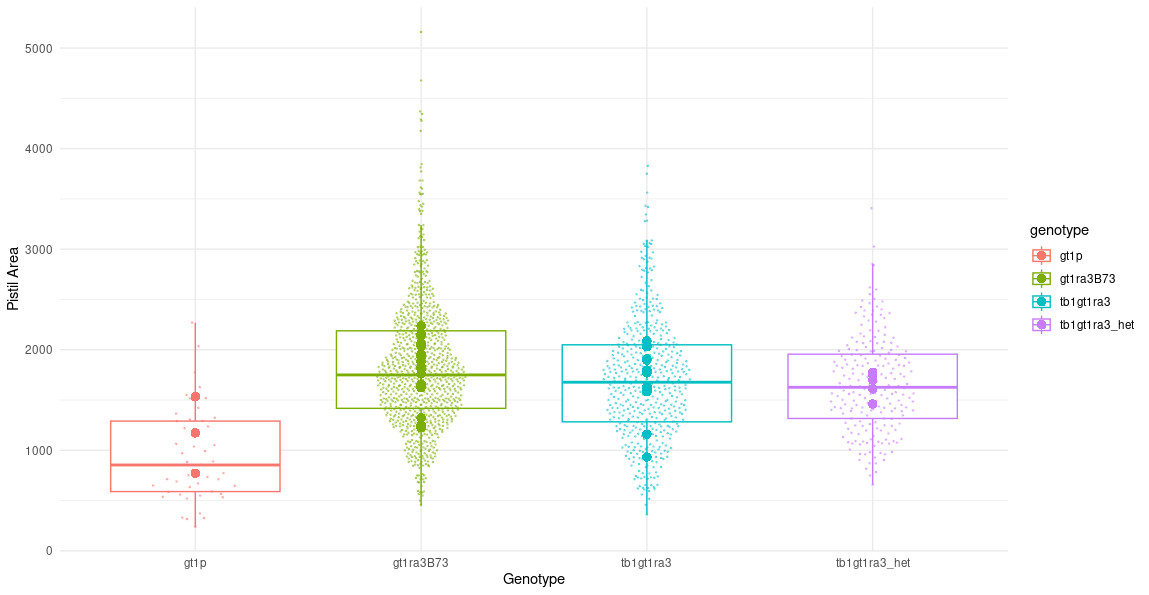 Pistil Area
5000
4000
3000
2000
1000
0
gt1p gt1ra3B73 tb1gt1ra3 tb1gt1ra3_het
Genotype
genotype
gt1p
gt1ra3B73
tb1gt1ra3
tb1gt1ra3_het